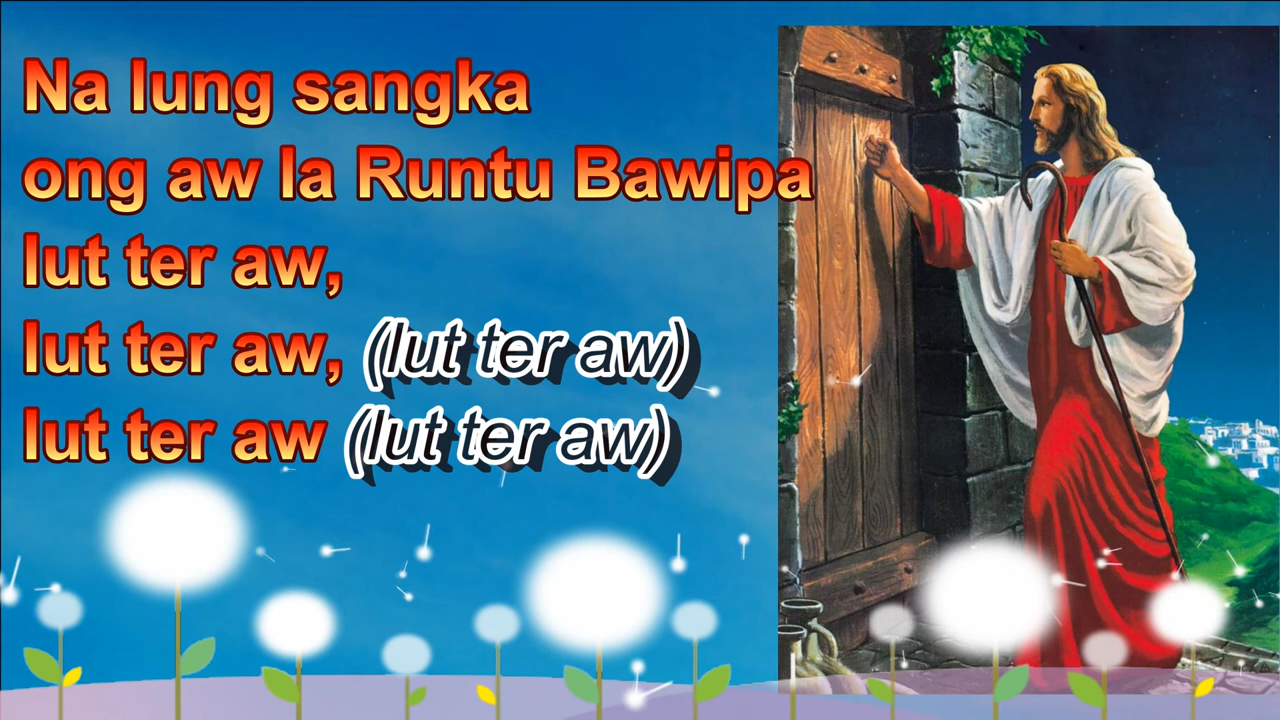 Na lung sangka
ong aw la Runtu Bawipa
lut ter aw,
lut ter aw, (lut ter aw)
lut ter aw (lut ter aw)